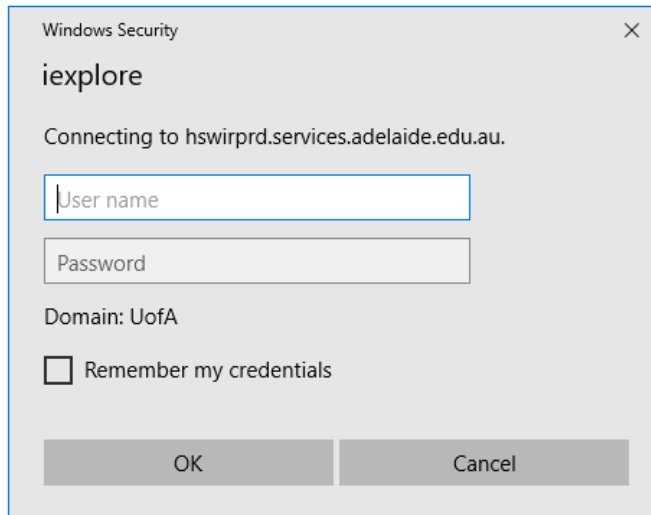 Windows Security
iexplore
Connecting to hswirprd.services.adelaide.edu.au.
User name
Password
Domain: UofA
Remember my credentials
OK
Cancel